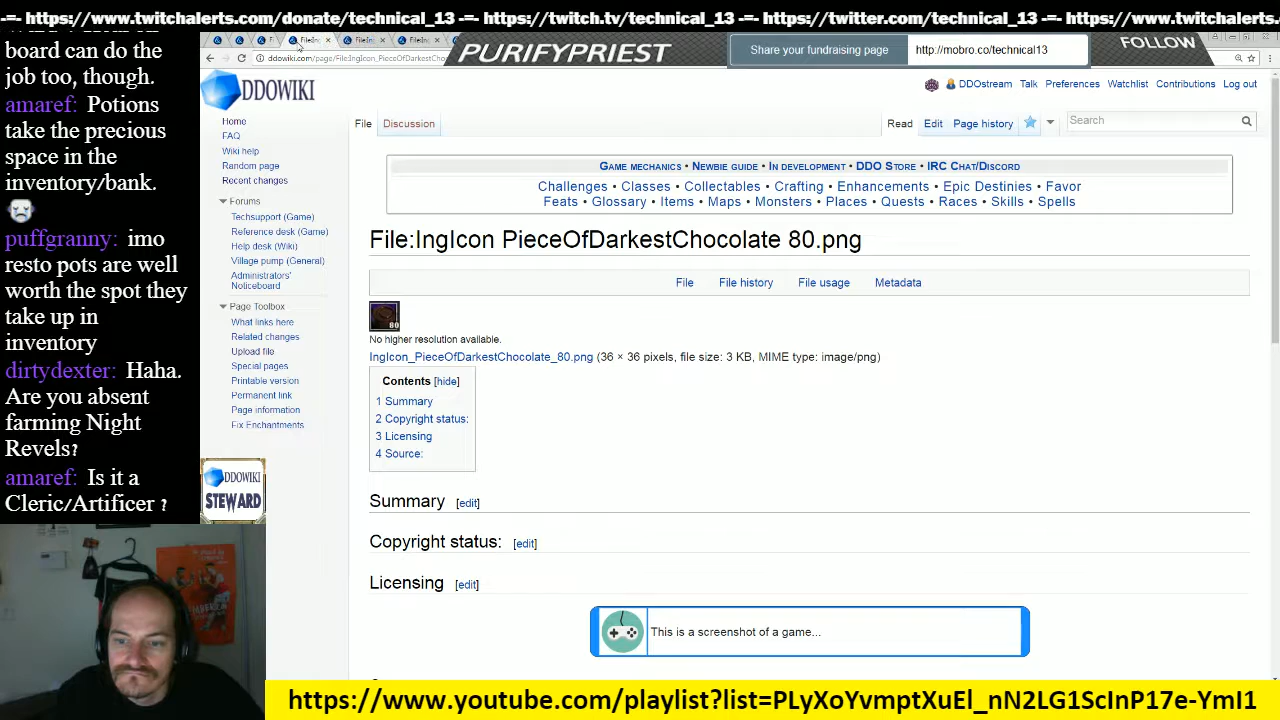 -=- https://twitchalerts.com/donate/technical_13 -=- https://twitch.tv/technical_13 -=- https://twitter.com/technical_13 -=- https://www.twitchalerts.
board can do the
job too, though.
amaref: Potions
take the precious
space in the
inventory/bank.
puffgranny: imo
resto pots are well
worth the spot they
take up in
inventory
dirtydexter: Haha.
Are you absent
farming Night
Revels?
amaref: Is it a
Cleric/Artificer ?
ddowiki.com/page/File:IngIcon_PieceOfDarkestChoco
PURIFYPRIEST
Share your fundraising page
http://mobro.co/technical13
FOLLOW
DDOWIKI
DDOstream Talk Preferences Watchlist Contributions Log out
File Discussion
Read Edit Page history
Search
Home
FAQ
Wiki help
Random page
Recent changes
Forums
Techsupport (Game)
Reference desk (Game)
Help desk (Wiki)
Village pump (General)
Administrators'
Noticeboard
Page Toolbox
What links here
Related changes
Upload file
Special pages
Printable version
Permanent link
Page information
Fix Enchantments
DDOWIKI
STEWARD
Game mechanics • Newbie guide • In development • DDO Store • IRC Chat/Discord
Challenges • Classes • Collectables • Crafting • Enhancements • Epic Destinies • Favor
Feats • Glossary • Items • Maps • Monsters • Places • Quests • Races • Skills • Spells
File:IngIcon PieceOfDarkestChocolate 80.png
File File history File usage Metadata
80
No higher resolution available.
IngIcon_PieceOfDarkestChocolate_80.png (36 × 36 pixels, file size: 3 KB, MIME type: image/png)
Contents [hide]
1 Summary
2 Copyright status:
3 Licensing
4 Source:
Summary [edit]
Copyright status: [edit]
Licensing [edit]
This is a screenshot of a game...
https://www.youtube.com/playlist?list=PLyXoYvmptXuEl_nN2LG1ScInP17e-YmI1